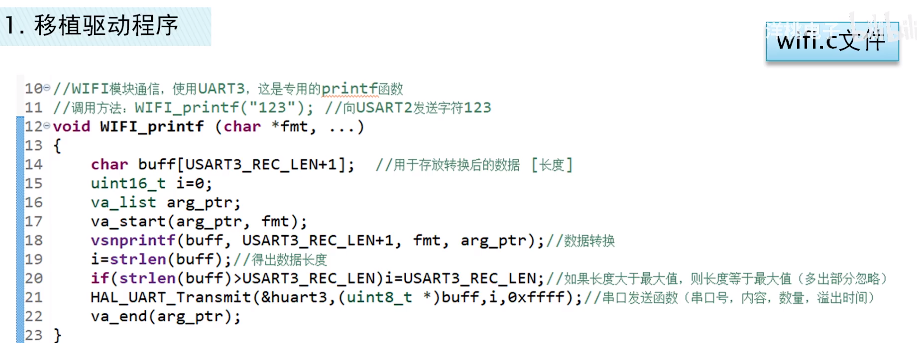 1. 移植驱动程序
wifi.c文件
10 //WIFI模块通信，使用UART3，这是专用的printf函数
11 //调用方法：WIFI_printf("123"); //向USART2发送字符123
12 void WIFI_printf (char *fmt, ...)
13 {
14 char buff[USART3_REC_LEN+1]; //用于存放转换后的数据 [长度]
15 uint16_t i=0;
16 va_list arg_ptr;
17 va_start(arg_ptr, fmt);
18 vsnprintf(buff, USART3_REC_LEN+1, fmt, arg_ptr);//数据转换
19 i=strlen(buff);//得出数据长度
20 if(strlen(buff)>USART3_REC_LEN)i=USART3_REC_LEN;//如果长度大于最大值，则长度等于最大值（多出部分忽略）
21 HAL_UART_Transmit(&huart3,(uint8_t *)buff,i,0xffff);//串口发送函数（串口号，内容，数量，溢出时间）
22 va_end(arg_ptr);
23 }